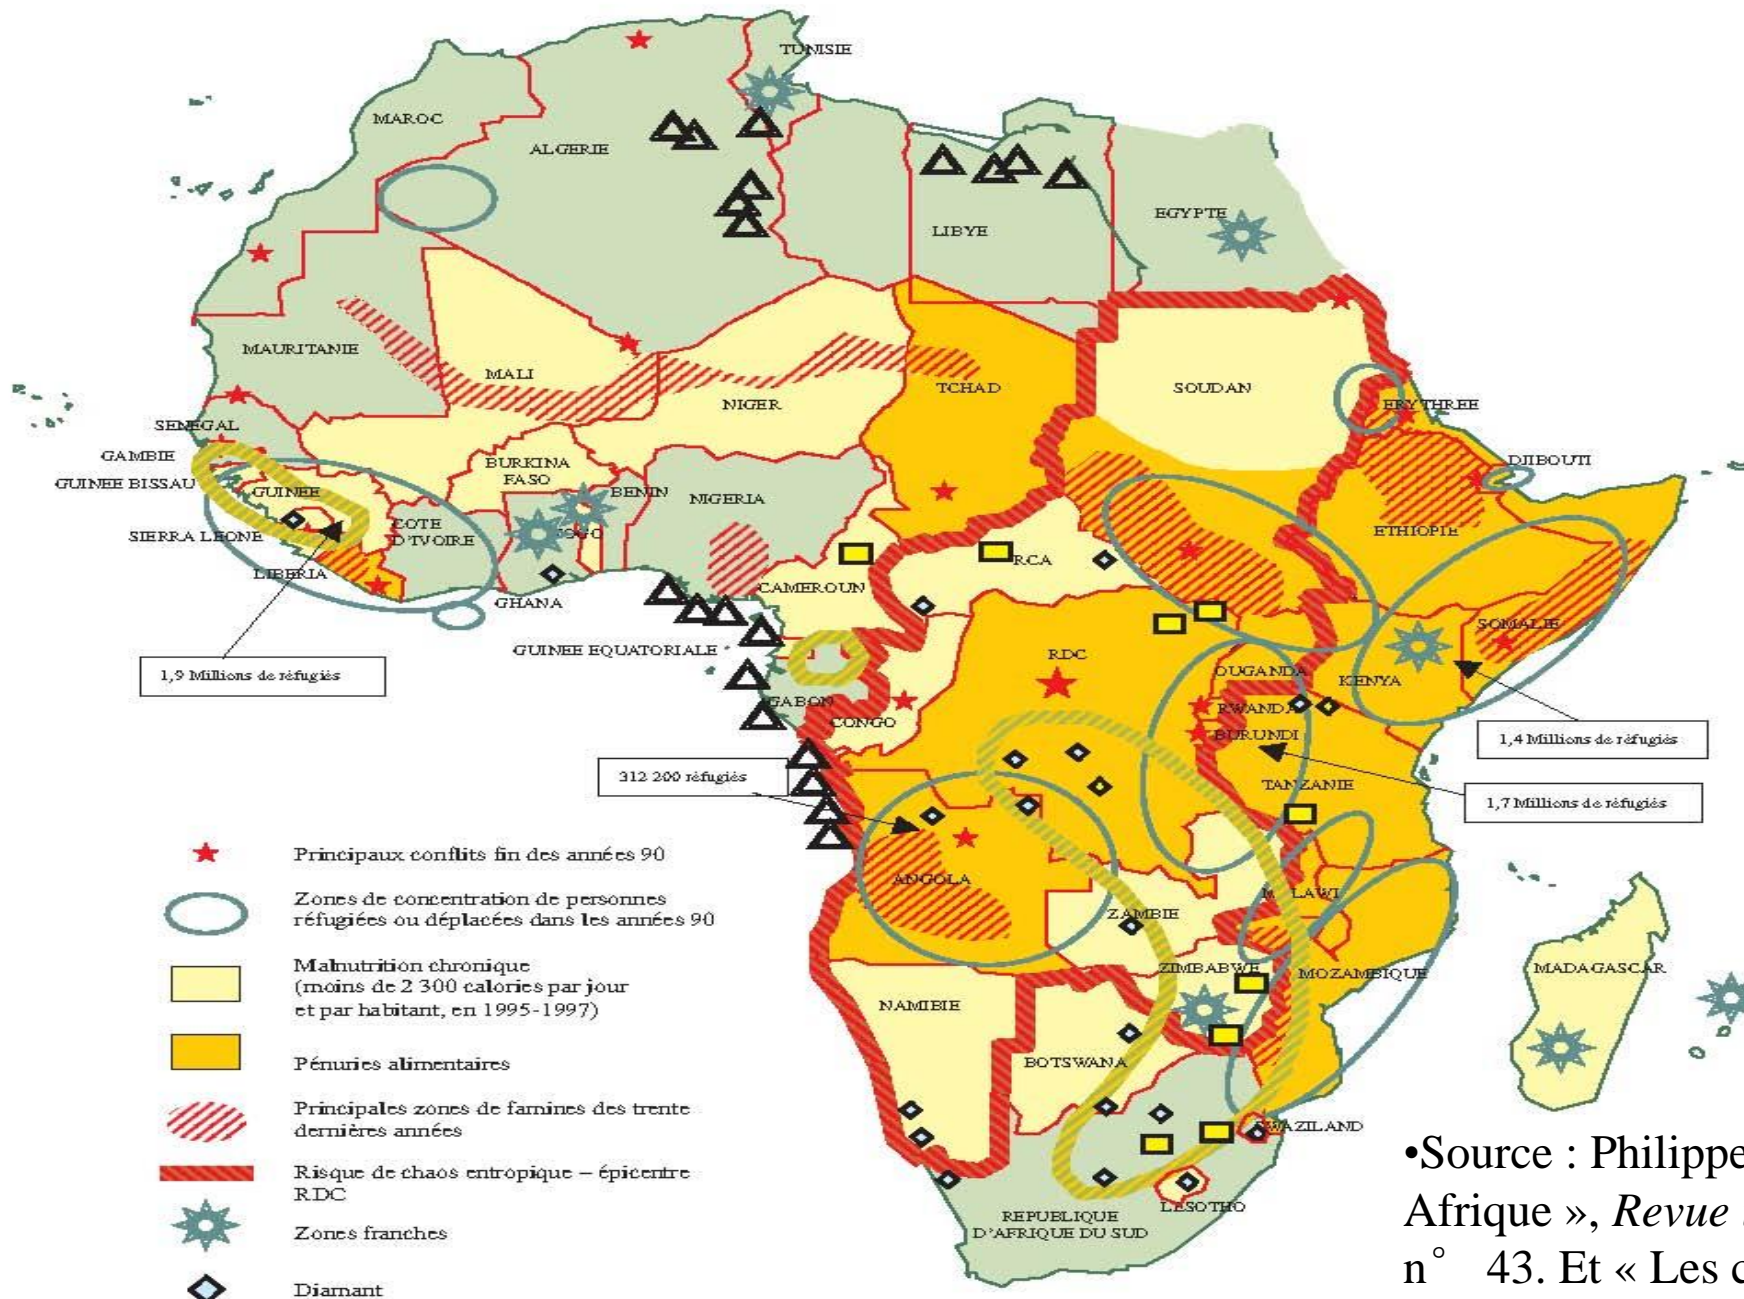 TUNISIE
MAROC
ALGERIE
LIBYE
EGYPTE
MAURITANIE
MALI
NIGER
TCHAD
SOUDAN
ERYTHREE
SENEGAL
GAMBIE
GUINEE BISSAU
GUINEE
BURKINA
FASO
BENIN
NIGERIA
DJIBOUTI
SIERRA LEONE
COTE
D'IVOIRE
TOGO
ETHIOPIE
LIBERIA
GHANA
CAMEROUN
RCA
SOMALIE
GUINEE EQUATORIALE
RDC
OUGANDA
KENYA
1,9 Millions de réfugiés
GABON
CONGO
RWANDA
BURUNDI
1,4 Millions de réfugiés
312 200 réfugiés
TANZANIE
1,7 Millions de réfugiés
ANGOLA
MALAWI
ZAMBIE
ZIMBABWE
MOZAMBIQUE
MADAGASCAR
NAMIBIE
BOTSWANA
SWAZILAND
LESOTHO
REPUBLIQUE
D'AFRIQUE DU SUD
Principaux conflits fin des années 90
Zones de concentration de personnes
réfugiées ou déplacées dans les années 90
Malnutrition chronique
(moins de 2 300 calories par jour
et par habitant, en 1995-1997)
Pénuries alimentaires
Principales zones de famines des trente
dernières années
Risque de chaos entropique – épicentre
RDC
Zones franches
Diamant
•Source : Philippe
Afrique », Revue
n° 43. Et « Les